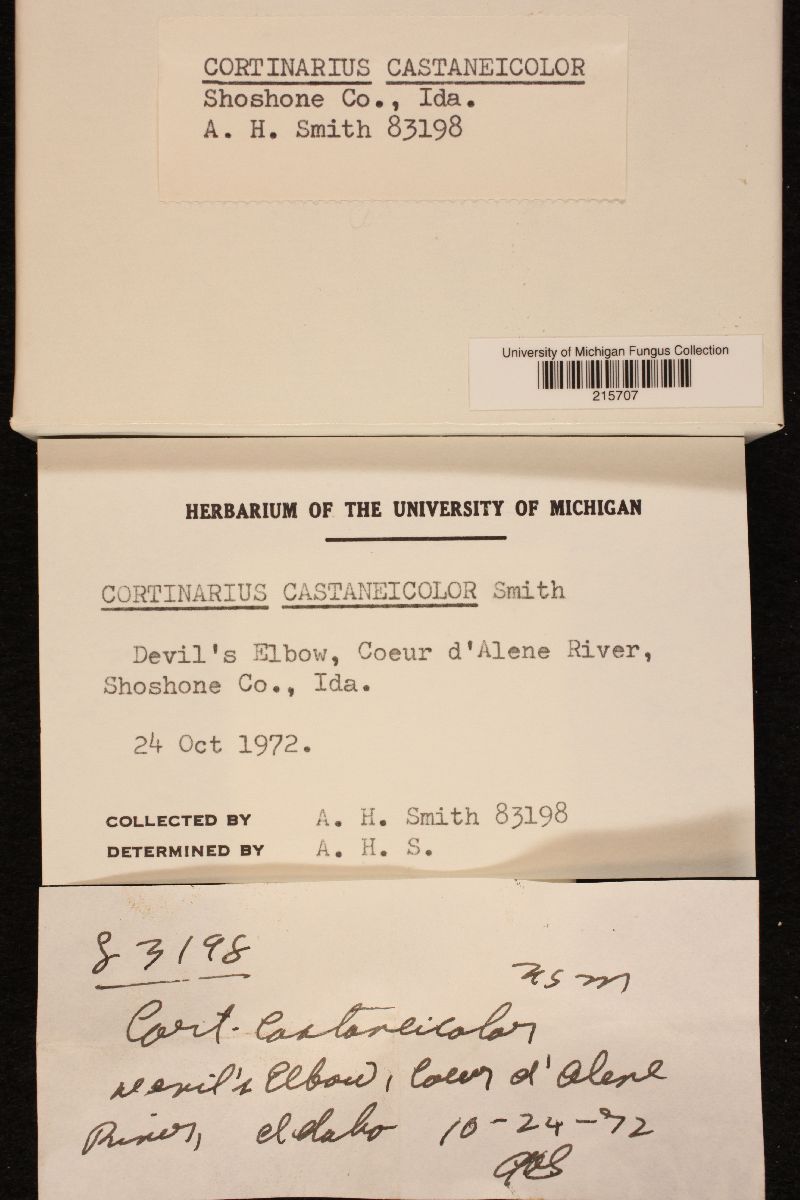 CORTINARIUS CASTANEICOLOR
Shoshone Co., Ida.
A. H. Smith 83198
University of Michigan Fungus Collection
215707
HERBARIUM OF THE UNIVERSITY OF MICHIGAN
CORTINARIUS CASTANEICOLOR Smith
Devil's Elbow, Coeur d'Alene River,
Shoshone Co., Ida.
24 Oct 1972.
COLLECTED BY A. H. Smith 83198
DETERMINED BY A. H. S.
83198
Cort. castaneicolor
Devil's Elbow, Coeur d'Alene
River, Idaho 10-24-72
AHS